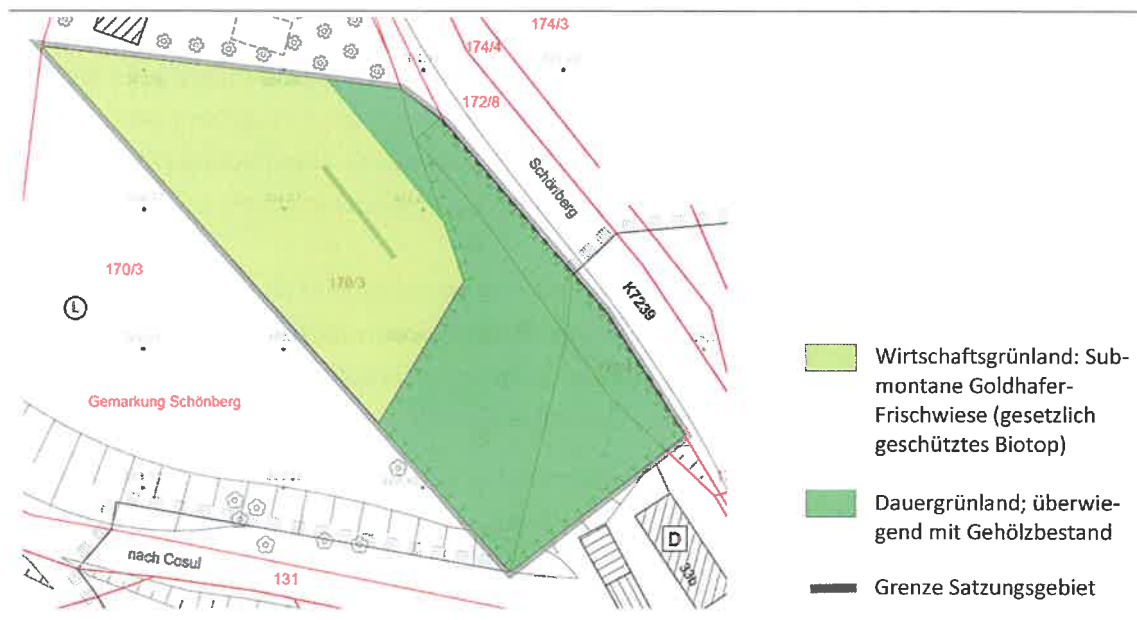 174/3
174/4
172/8
Schönberg
170/3
170/3
L
K7239
Gemarkung Schönberg
nach Cosul
131
D
33b
Wirtschaftsgrünland: Sub-
montane Goldhafer-
Frischwiese (gesetzlich
geschütztes Biotop)
Dauergrünland; überwie-
gend mit Gehölzbestand
Grenze Satzungsgebiet